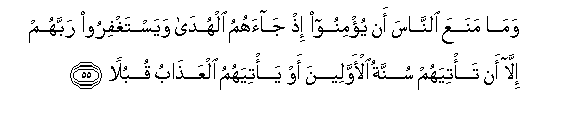 وَمَا مَنَعَ ٱلنَّاسَ أَن يُؤْمِنُوٓا۟ إِذْ جَآءَهُمُ ٱلْهُدَىٰ وَيَسْتَغْفِرُوا۟ رَبَّهُمْ
إِلَّآ أَن تَأْتِيَهُمْ سُنَّةُ ٱلْأَوَّلِينَ أَوْ يَأْتِيَهُمُ ٱلْعَذَابُ قُبُلًا ٥٥